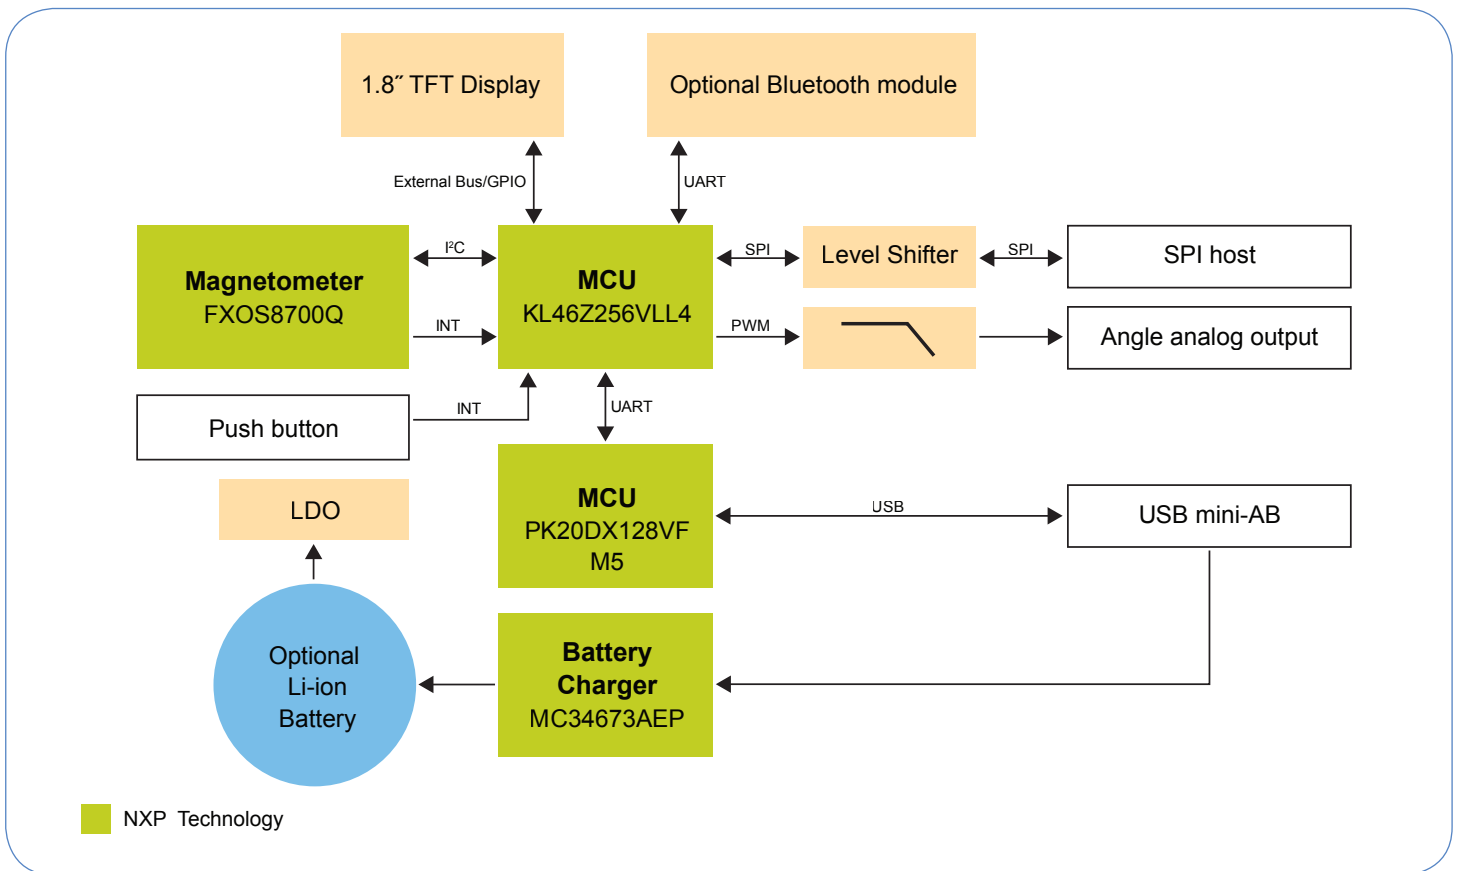 1.8˝ TFT Display
Optional Bluetooth module
External Bus/GPIO
UART
Magnetometer
FXOS8700Q
I²C
INT
MCU
KL46Z256VLL4
SPI
Level Shifter
SPI
SPI host
PWM
Angle analog output
Push button
INT
UART
LDO
MCU
PK20DX128VF
M5
USB
USB mini-AB
Optional
Li-ion
Battery
Battery
Charger
MC34673AEP
NXP Technology